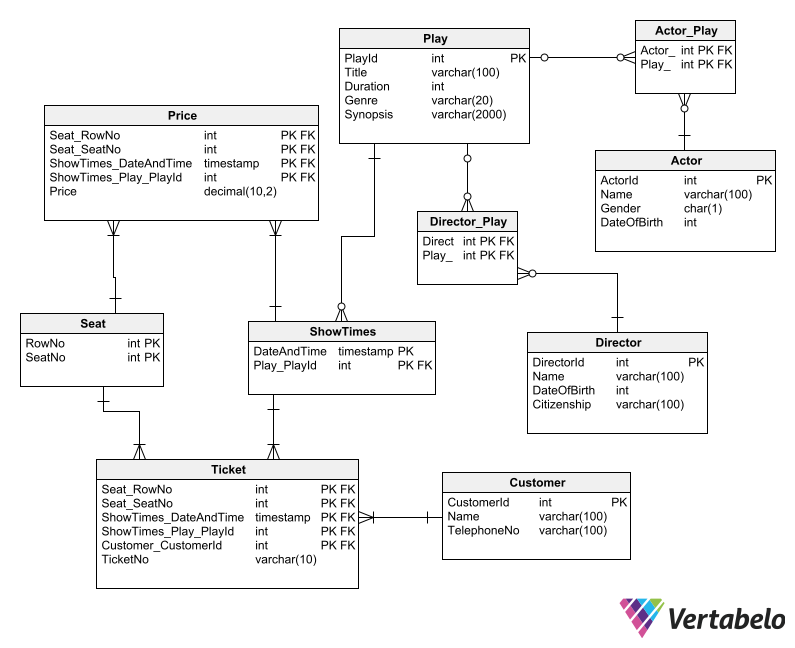 Play
PlayId int PK
Title varchar(100)
Duration int
Genre varchar(20)
Synopsis varchar(2000)
Actor_Play
Actor_ int PK FK
Play_ int PK FK
Price
Seat_RowNo int PK FK
Seat_SeatNo int PK FK
ShowTimes_DateAndTime timestamp PK FK
ShowTimes_Play_PlayId int PK FK
Price decimal(10,2)
Actor
ActorId int PK
Name varchar(100)
Gender char(1)
DateOfBirth int
Director_Play
Direct int PK FK
Play_ int PK FK
Seat
RowNo int PK
SeatNo int PK
ShowTimes
DateAndTime timestamp PK
Play_PlayId int PK FK
Director
DirectorId int PK
Name varchar(100)
DateOfBirth int
Citizenship varchar(100)
Ticket
Seat_RowNo int PK FK
Seat_SeatNo int PK FK
ShowTimes_DateAndTime timestamp PK FK
ShowTimes_Play_PlayId int PK FK
Customer_CustomerId int PK FK
TicketNo varchar(10)
Customer
CustomerId int PK
Name varchar(100)
TelephoneNo varchar(100)
Vertabelo